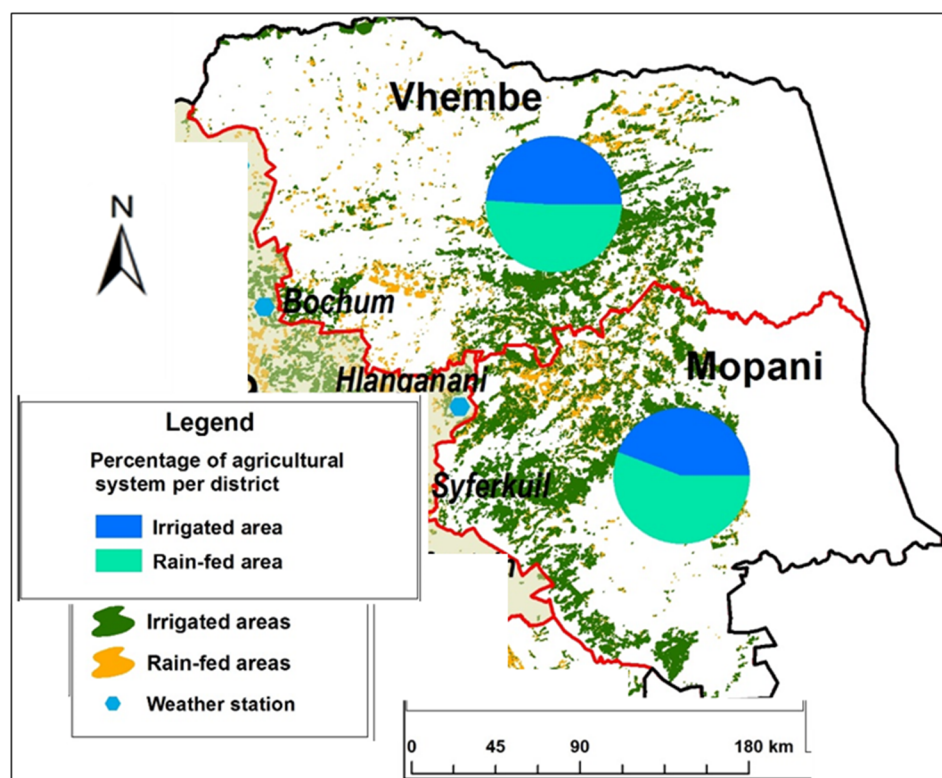 Vhembe
N
Bochum
Mopani
Hlanganani
Legend
Percentage of agricultural
system per district
Syferkuil
Irrigated area
Rain-fed area
Irrigated areas
Rain-fed areas
Weather station
0 45 90 180 km